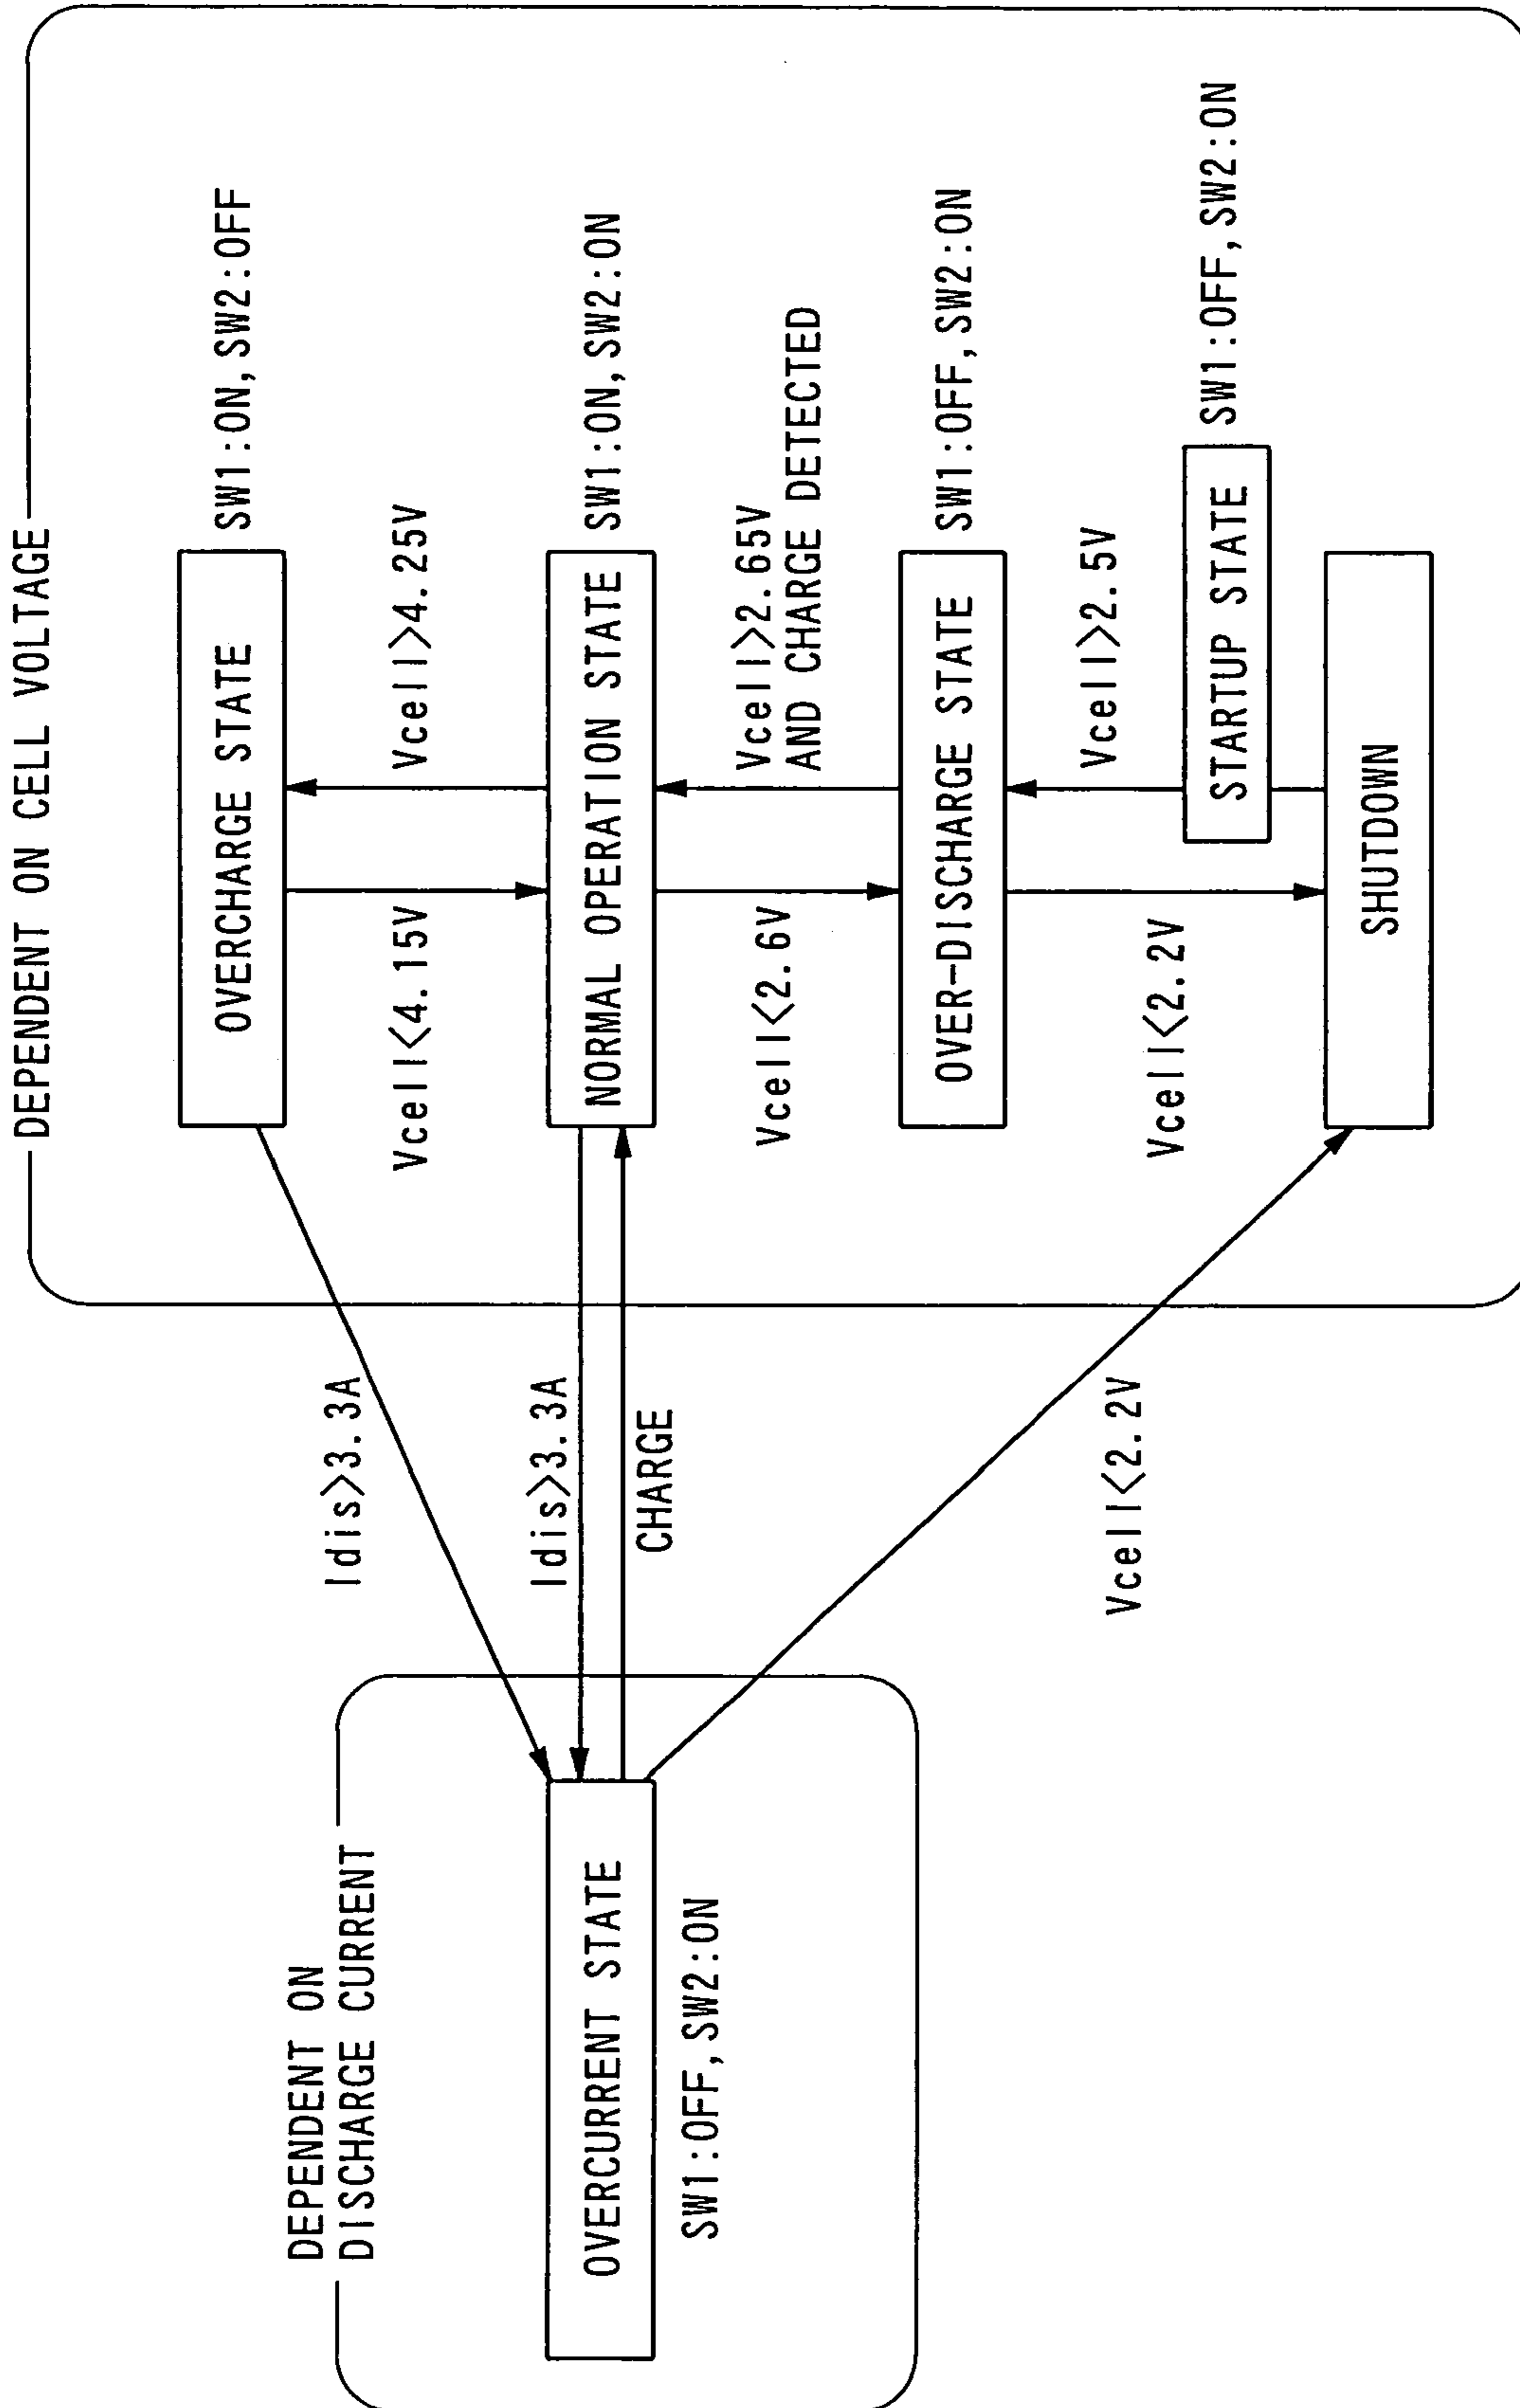 DEPENDENT ON CELL VOLTAGE
OVERCHARGE STATE
SW1:ON,SW2:OFF
Idis>3.3A
Vcell<4.15V
Vcell>4.25V
DEPENDENT ON
DISCHARGE CURRENT
OVERCURRENT STATE
SW1:OFF,SW2:ON
Idis>3.3A
CHARGE
NORMAL OPERATION STATE
SW1:ON,SW2:ON
Vcell<2.6V
Vcell>2.65V
AND CHARGE DETECTED
OVER-DISCHARGE STATE
SW1:OFF,SW2:ON
Vcell<2.2V
Vcell<2.2V
Vcell>2.5V
STARTUP STATE
SW1:OFF,SW2:ON
SHUTDOWN